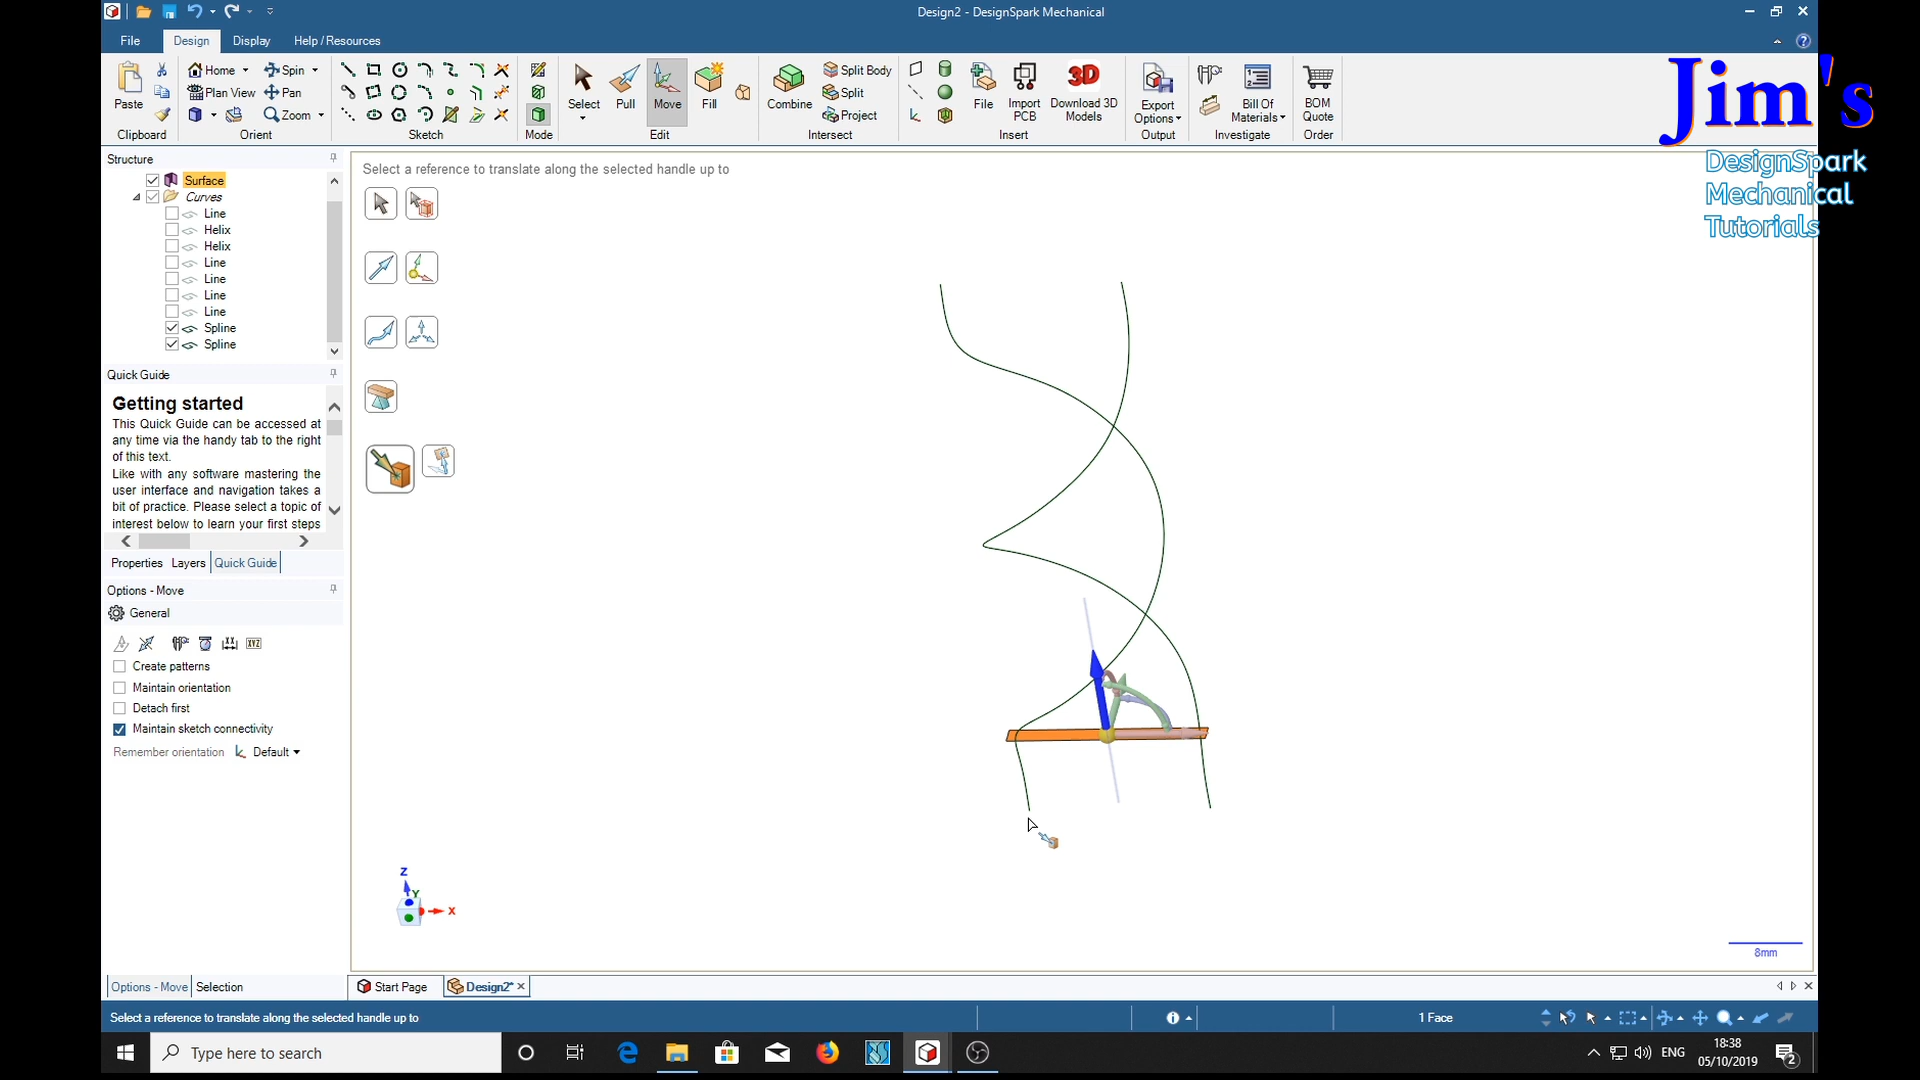 Design2 - DesignSpark Mechanical
File Design Display Help / Resources
Paste
Clipboard
Home Spin
Plan View Pan
Zoom
Orient
Sketch
Mode
Select Pull Move Fill
Edit
Combine
Split Body
Split
Project
Intersect
File
Import PCB
Download 3D Models
3D
Insert
Export Options
Output
Bill Of Materials
Investigate
BOM Quote
Order
Jim's
DesignSpark
Mechanical
Tutorials
Structure
Surface
Curves
Line
Helix
Helix
Line
Line
Line
Line
Spline
Spline
Quick Guide
Getting started
This Quick Guide can be accessed at
any time via the handy tab to the right
of this text.
Like with any software mastering the
user interface and navigation takes a
bit of practice. Please select a topic of
interest below to learn your first steps
Properties Layers Quick Guide
Options - Move
General
XYZ
Create patterns
Maintain orientation
Detach first
Maintain sketch connectivity
Remember orientation Default
Select a reference to translate along the selected handle up to
Z
Y
X
8mm
Options - Move Selection
Start Page Design2*
Select a reference to translate along the selected handle up to
1 Face
Type here to search
ENG
18:38
05/10/2019
2